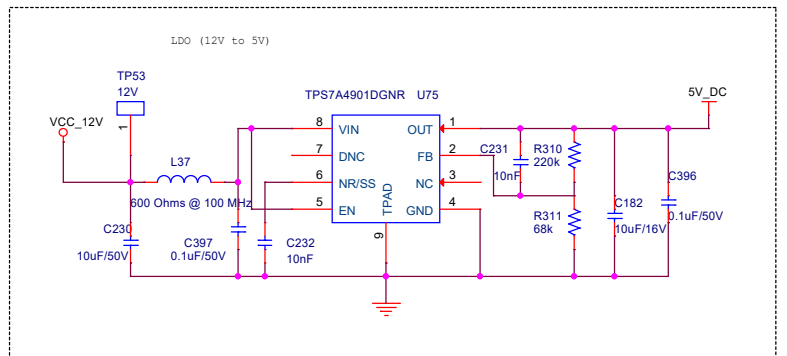 LDO (12V to 5V)
TP53
12V
1
VCC_12V
L37
600 Ohms @ 100 MHz
C230
10uF/50V
C397
0.1uF/50V
C232
10nF
TPS7A4901DGNR U75
8 VIN OUT 1
7 DNC FB 2
6 NR/SS NC 3
5 EN GND 4
TPAD
9
C231
10nF
R310
220k
R311
68k
C182
10uF/16V
C396
0.1uF/50V
5V_DC